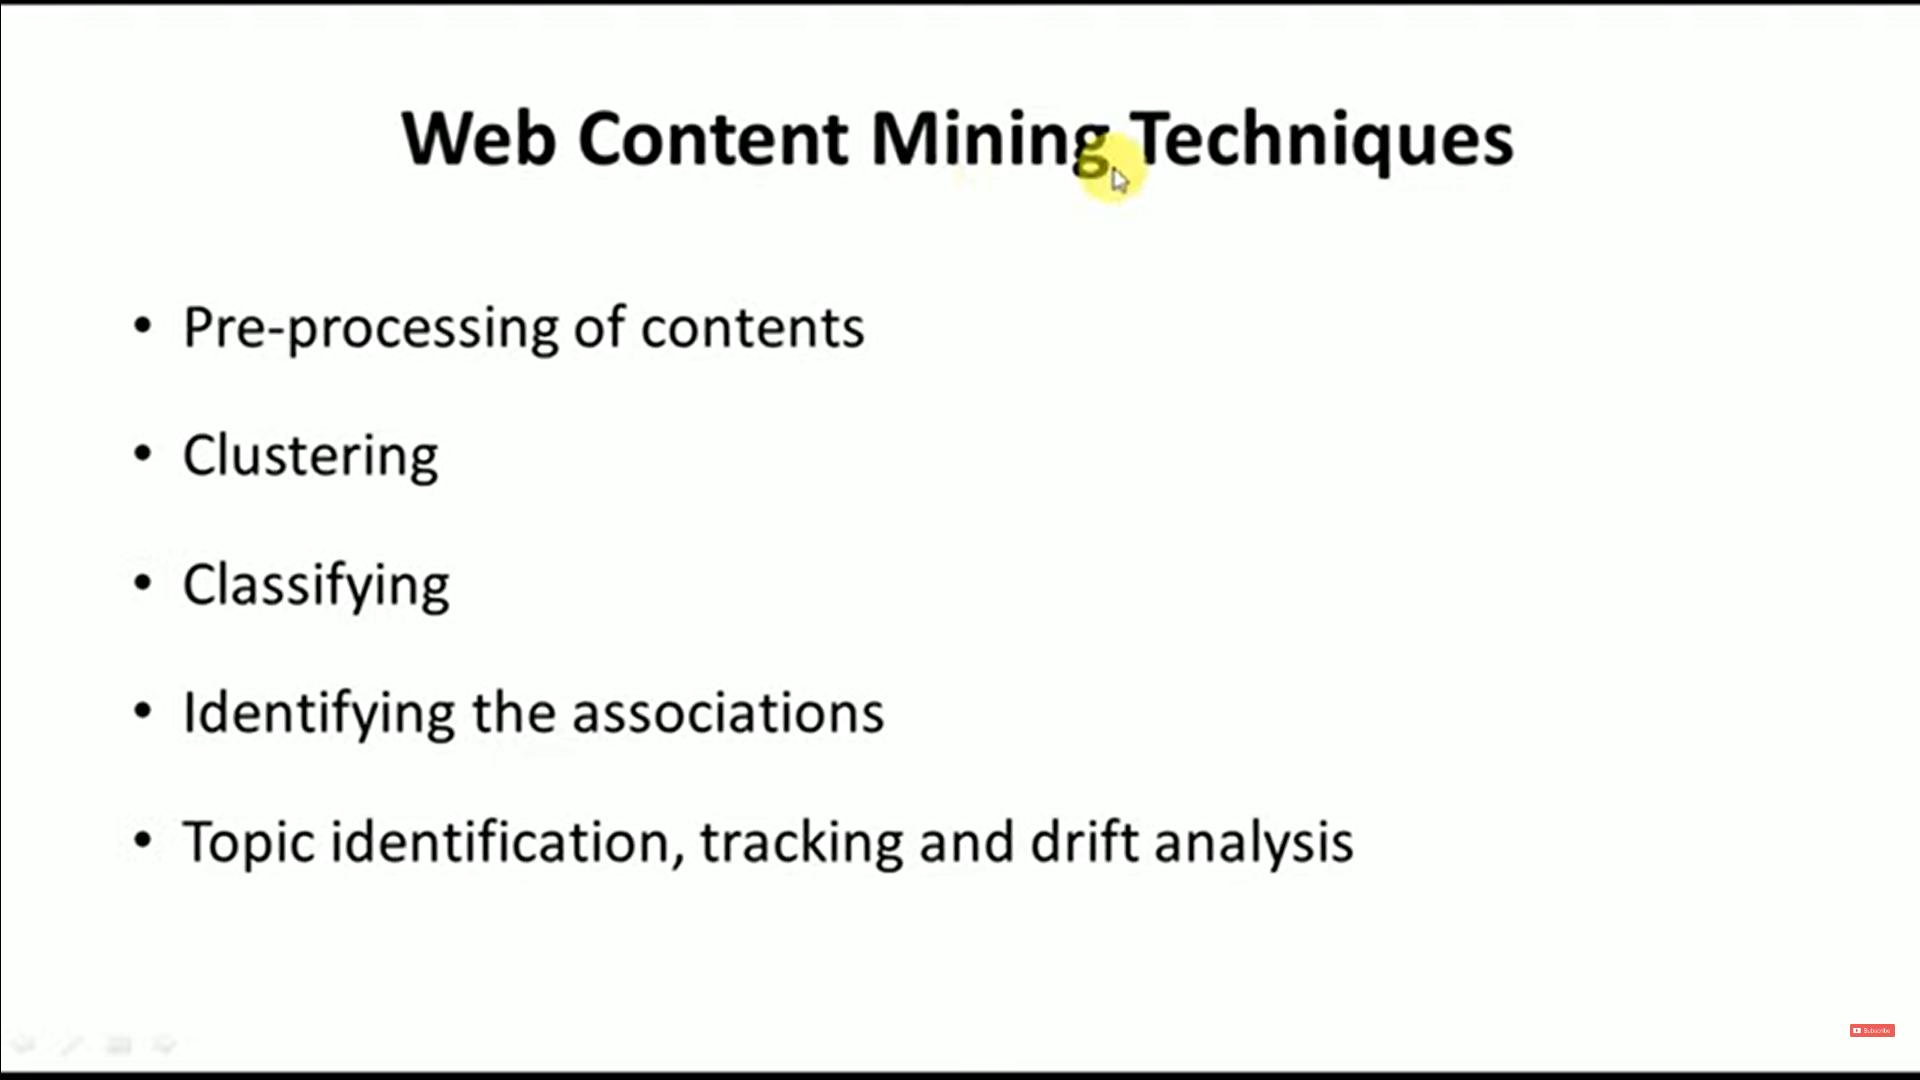 Web Content Mining Techniques
• Pre-processing of contents
• Clustering
• Classifying
• Identifying the associations
• Topic identification, tracking and drift analysis
Subscribe